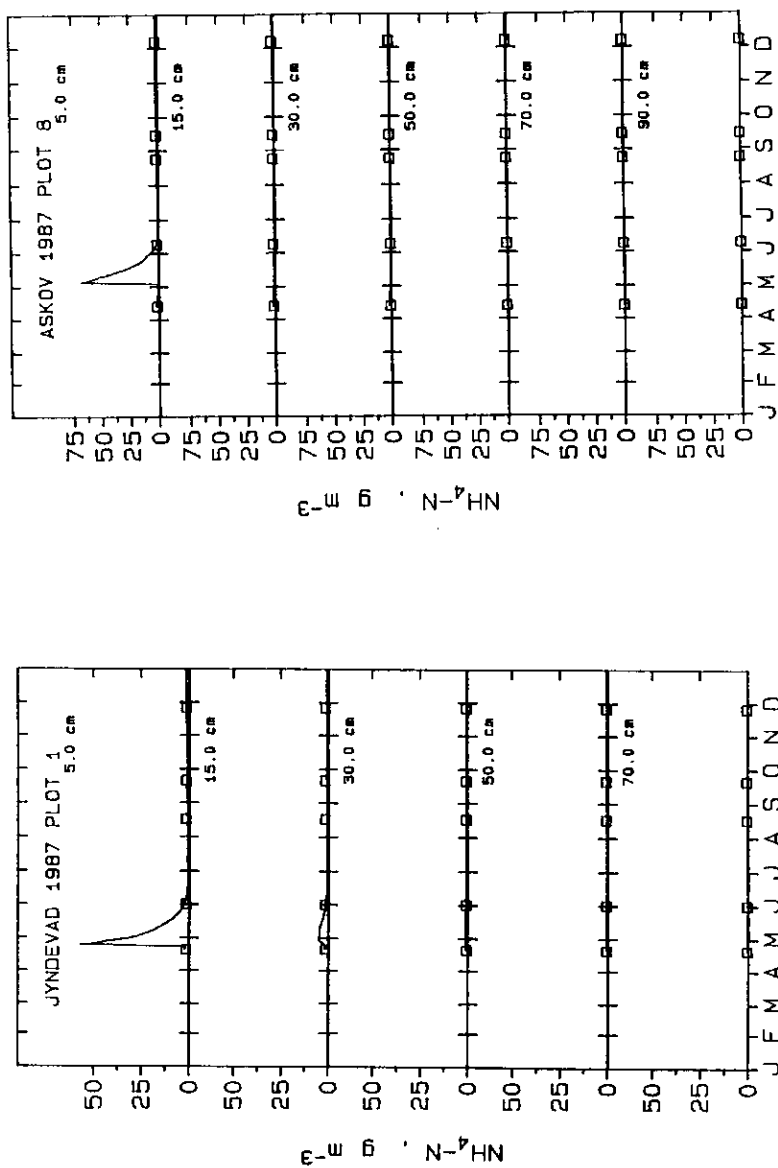 JYNDEVAD 1987 PLOT 1
5.0 cm
15.0 cm
30.0 cm
50.0 cm
70.0 cm
NH4-N , g m-3
50
25
0
50
25
0
50
25
0
50
25
0
50
25
0
J F M A M J J A S O N D
ASKOV 1987 PLOT 8
5.0 cm
15.0 cm
30.0 cm
50.0 cm
70.0 cm
90.0 cm
NH4-N , g m-3
75
50
25
0
75
50
25
0
75
50
25
0
75
50
25
0
75
50
25
0
75
50
25
0
J F M A M J J A S O N D